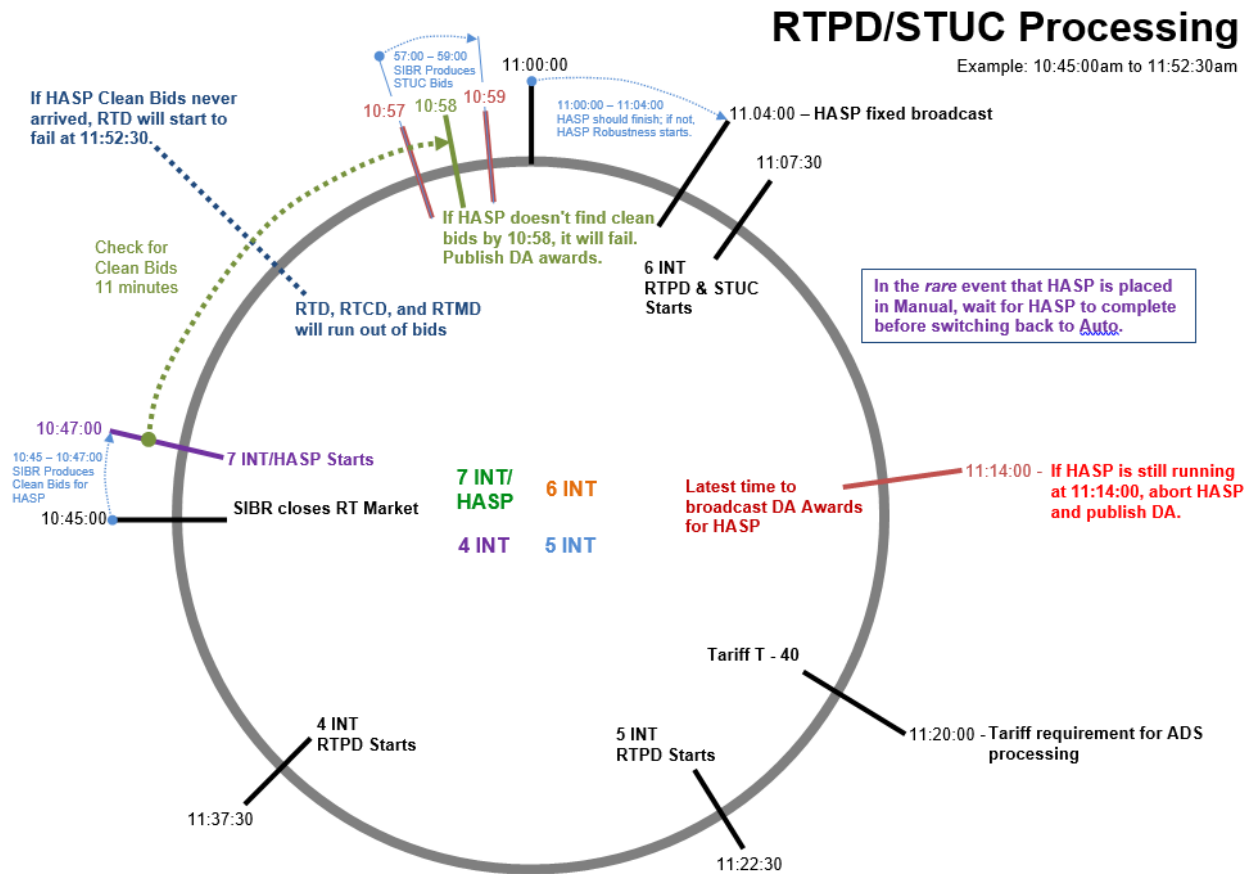 RTPD/STUC Processing
Example: 10:45:00am to 11:52:30am
57:00 – 59:00
SIBR Produces
STUC Bids
11:00:00
If HASP Clean Bids never
arrived, RTD will start to
fail at 11:52:30.
10:57
10:58
10:59
11:00:00 – 11:04:00
HASP should finish; if not,
HASP Robustness starts.
11.04:00 – HASP fixed broadcast
11:07:30
If HASP doesn't find clean
bids by 10:58, it will fail.
Publish DA awards.
Check for
Clean Bids
11 minutes
6 INT
RTPD & STUC
Starts
RTD, RTCD, and RTMD
will run out of bids
In the rare event that HASP is placed
in Manual, wait for HASP to complete
before switching back to Auto.
10:47:00
7 INT/HASP Starts
10:45 – 10:47:00
SIBR Produces
Clean Bids for
HASP
10:45:00
SIBR closes RT Market
7 INT/
HASP
6 INT
4 INT
5 INT
Latest time to
broadcast DA Awards
for HASP
11:14:00 - If HASP is still running
at 11:14:00, abort HASP
and publish DA.
Tariff T - 40
11:20:00 - Tariff requirement for ADS
processing
4 INT
RTPD Starts
5 INT
RTPD Starts
11:37:30
11:22:30